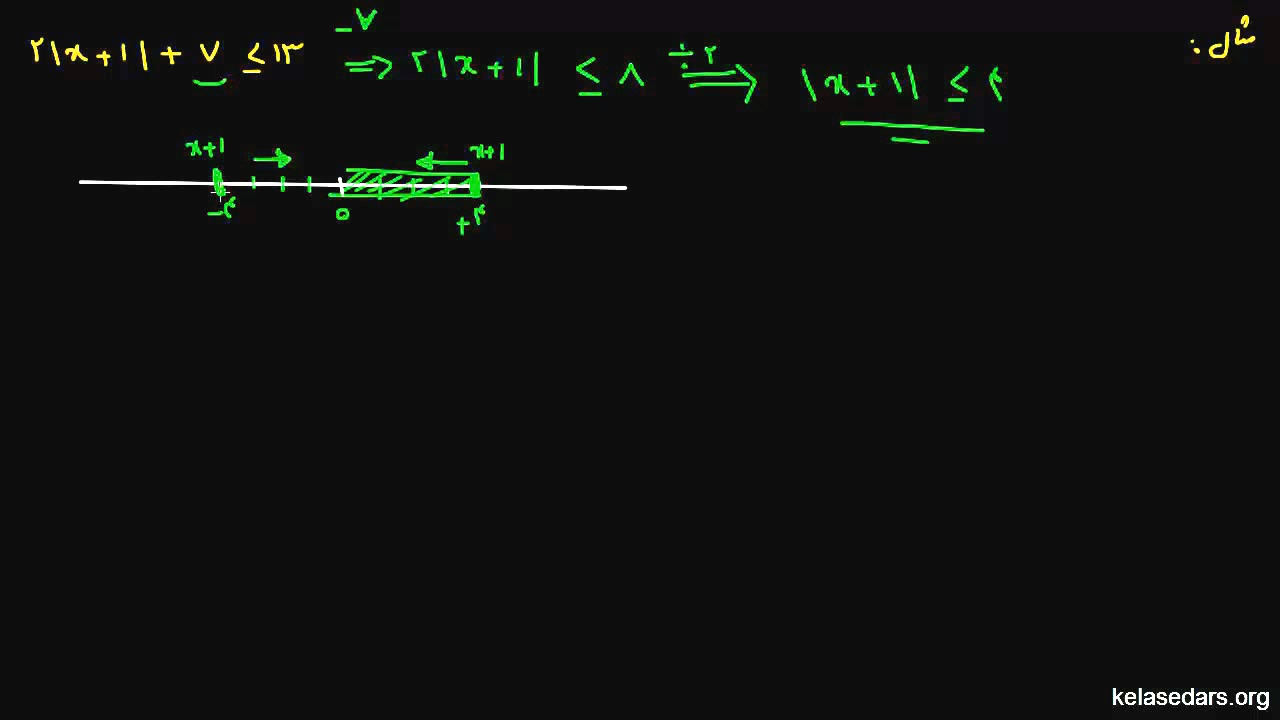 مثال :
۲|x+۱| + ۷ ≤ ۱۳ ⇒ ۲|x+۱| ≤ ۸ ⇒ |x+۱| ≤ ۴
-۷
÷۲
x+۱ → ← x+۱
-۴ ۰ +۴
kelasedars.org